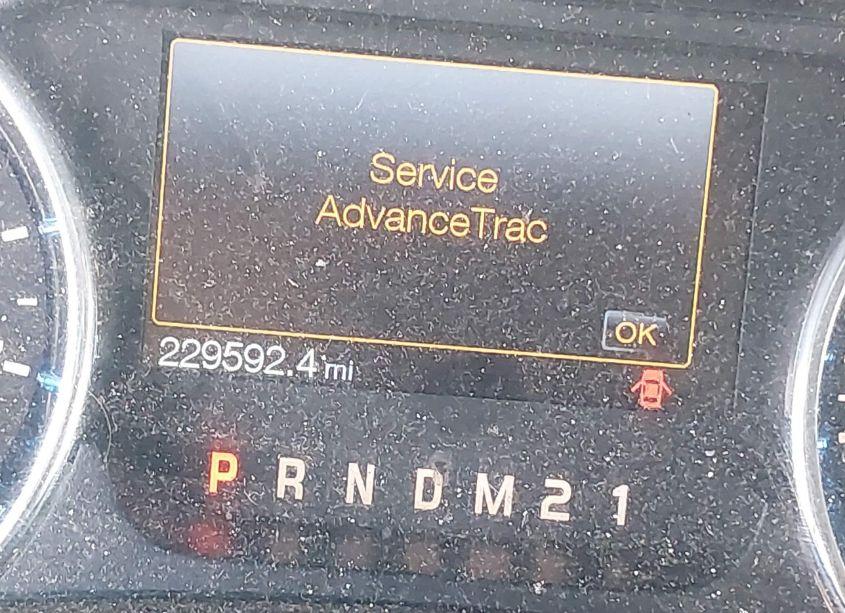 Service
AdvanceTrac
OK
229592.4 mi
P R N D M 2 1